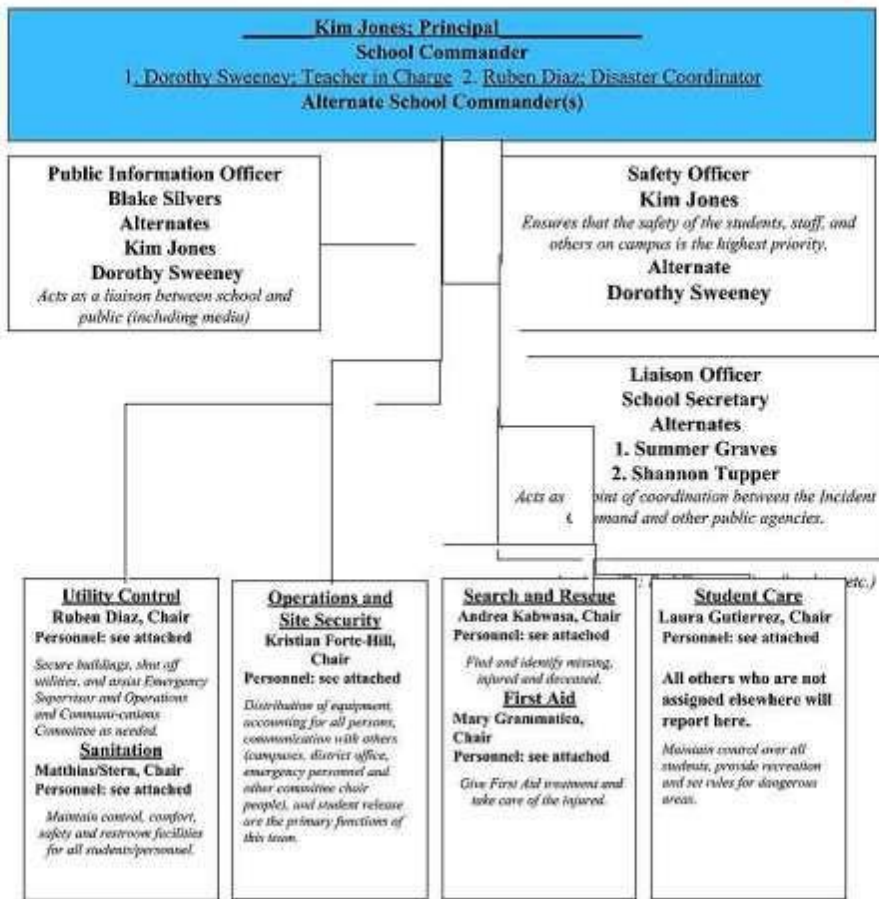 Kim Jones; Principal
School Commander
1. Dorothy Sweeney; Teacher in Charge 2. Ruben Diaz; Disaster Coordinator
Alternate School Commander(s)
Public Information Officer
Blake Silvers
Alternates
Kim Jones
Dorothy Sweeney
Acts as a liaison between school and
public (including media)
Safety Officer
Kim Jones
Ensures that the safety of the students, staff, and
others on campus is the highest priority.
Alternate
Dorothy Sweeney
Liaison Officer
School Secretary
Alternates
1. Summer Graves
2. Shannon Tupper
Acts as oint of coordination between the Incident
mand and other public agencies.
etc.)
Utility Control
Ruben Diaz, Chair
Personnel: see attached
Secure buildings, shut off
utilities, and assist Emergency
Supervisor and Operations
and Communi-cations
Committee as needed.
Sanitation
Matthias/Stern, Chair
Personnel: see attached
Maintain control, comfort,
safety and restroom facilities
for all students/personnel.
Operations and
Site Security
Kristian Forte-Hill,
Chair
Personnel: see attached
Distribution of equipment,
accounting for all persons,
communication with others
(campuses, district office,
emergency personnel and
other committee chair
people), and student release
are the primary functions of
this team.
Search and Rescue
Andrea Kabwasa, Chair
Personnel: see attached
Find and identify missing,
injured and deceased.
First Aid
Mary Grammatico,
Chair
Personnel: see attached
Give First Aid treatment and
take care of the injured.
Student Care
Laura Gutierrez, Chair
Personnel: see attached
All others who are not
assigned elsewhere will
report here.
Maintain control over all
students, provide recreation
and set rules for dangerous
areas.